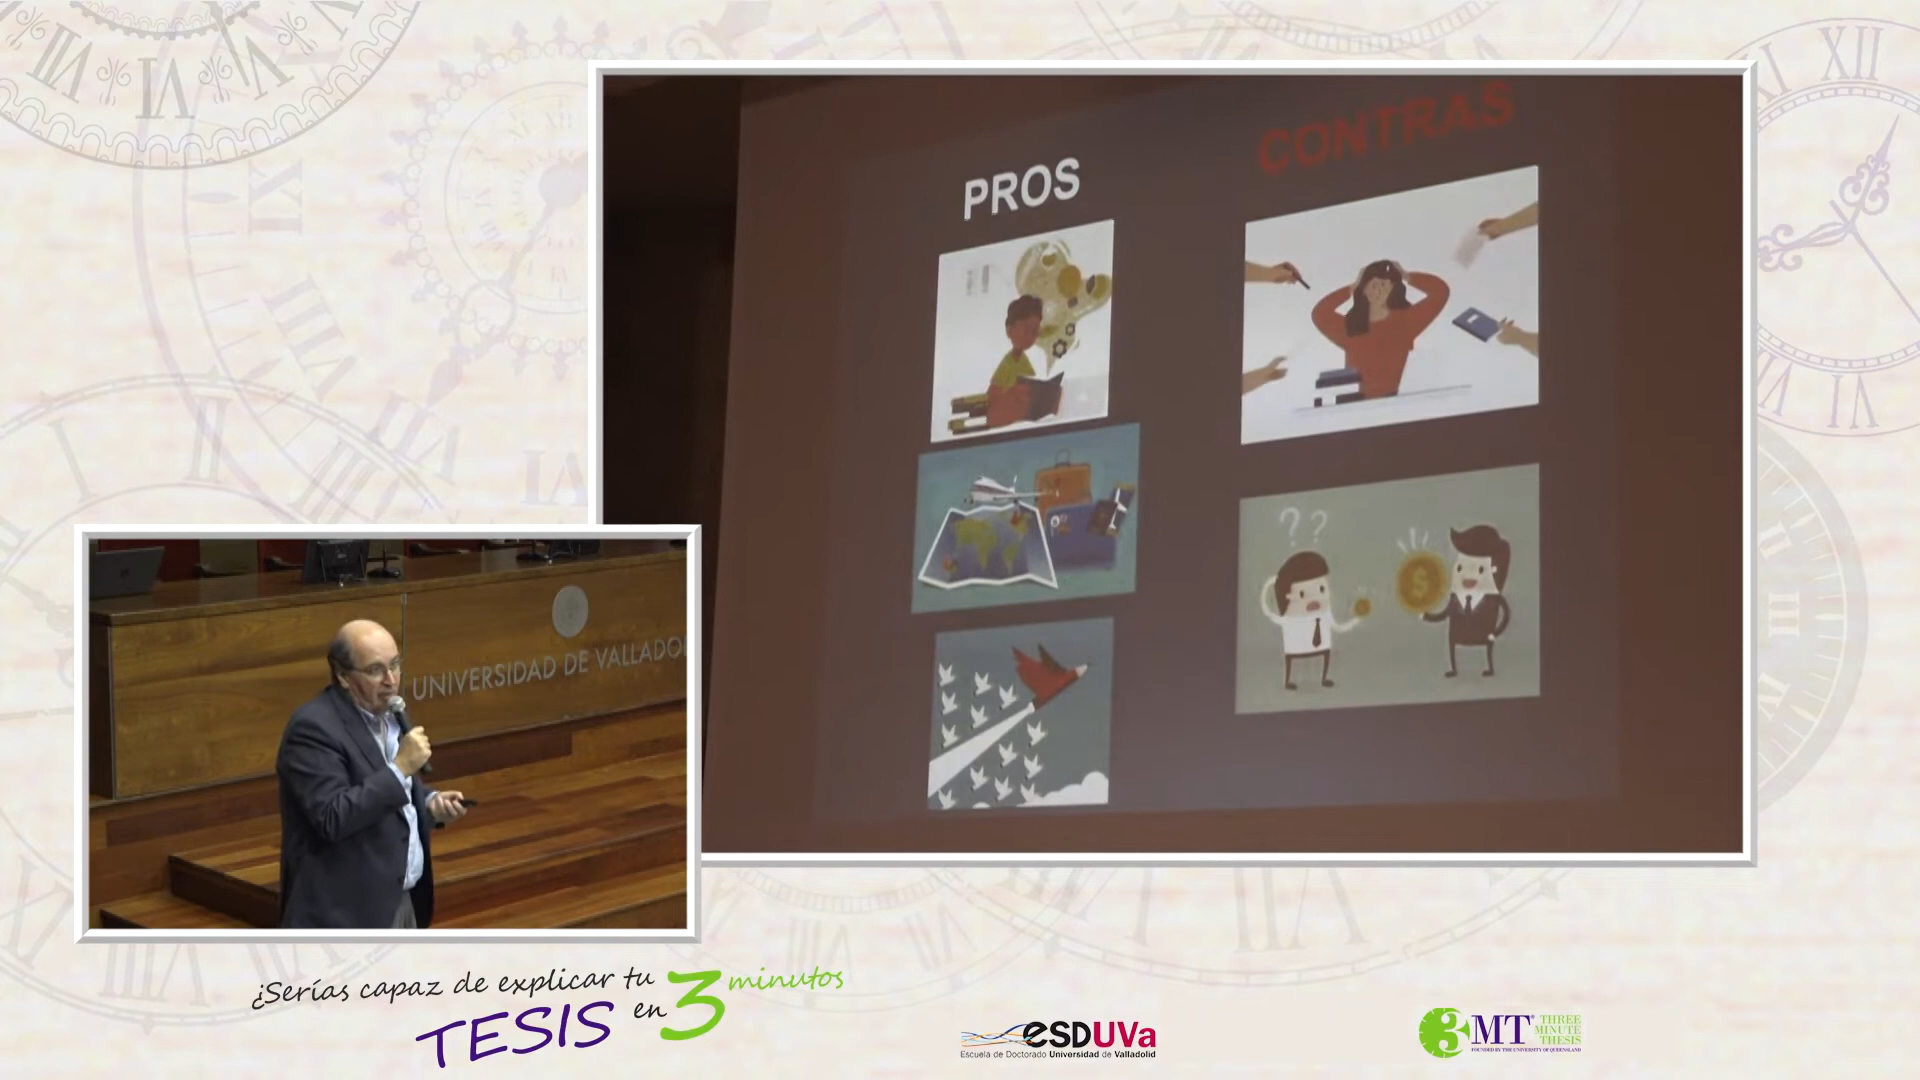 PROS
CONTRAS
??
$
UNIVERSIDAD DE VALLADOL
¿Serías capaz de explicar tu
TESIS en 3 minutos
esDUVa
Escuela de Doctorado Universidad de Valladolid
3MT® THREE
MINUTE
THESIS
FOUNDED BY THE UNIVERSITY OF QUEENSLAND